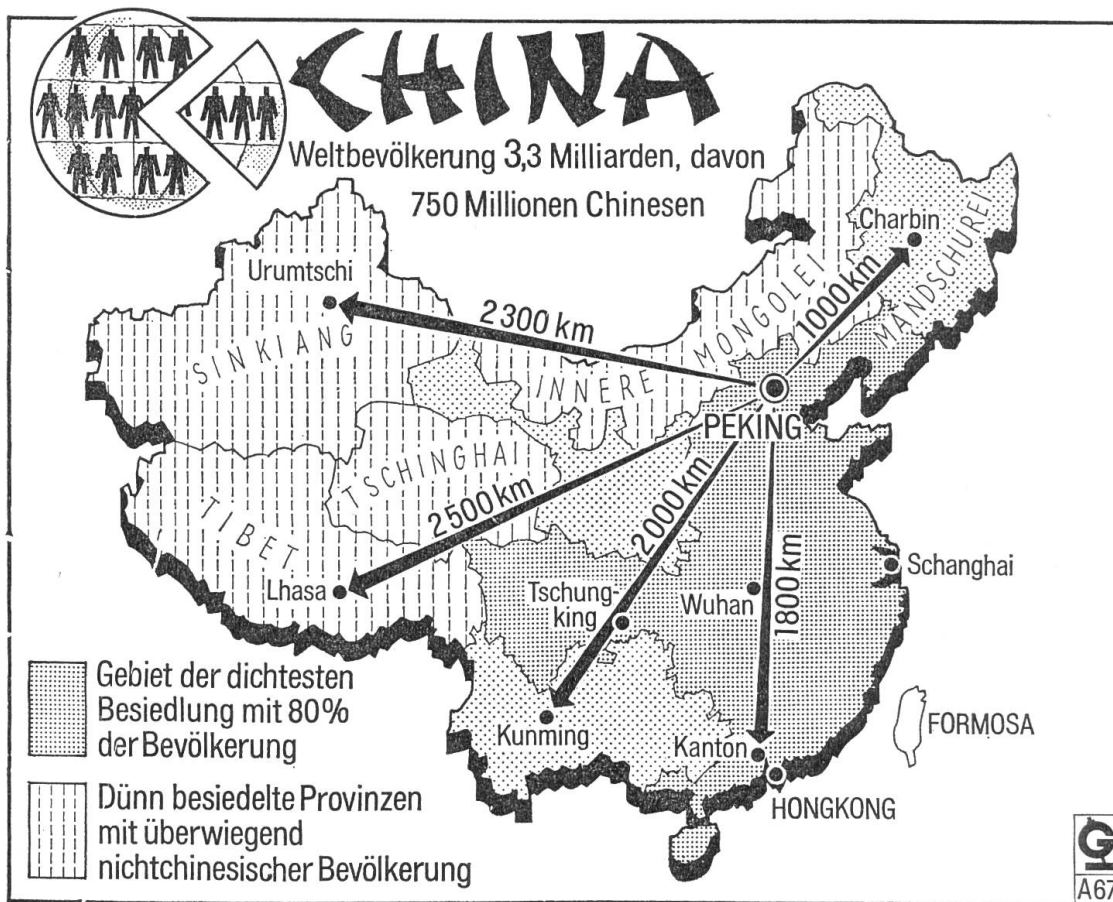 CHINA
Weltbevölkerung 3,3 Milliarden, davon
750 Millionen Chinesen
Charbin
Urumtschi
MANDSCHUREI
1000 km
2300 km
SINKIANG
INNERE MONGOLEI
PEKING
TSCHINGHAI
2500 km
2000 km
TIBET
1800 km
Schanghai
Lhasa
Tschung-
king
Wuhan
Gebiet der dichtesten
Besiedlung mit 80%
der Bevölkerung
Kunming
Kanton
FORMOSA
HONGKONG
Dünn besiedelte Provinzen
mit überwiegend
nichtchinesischer Bevölkerung
G
A67